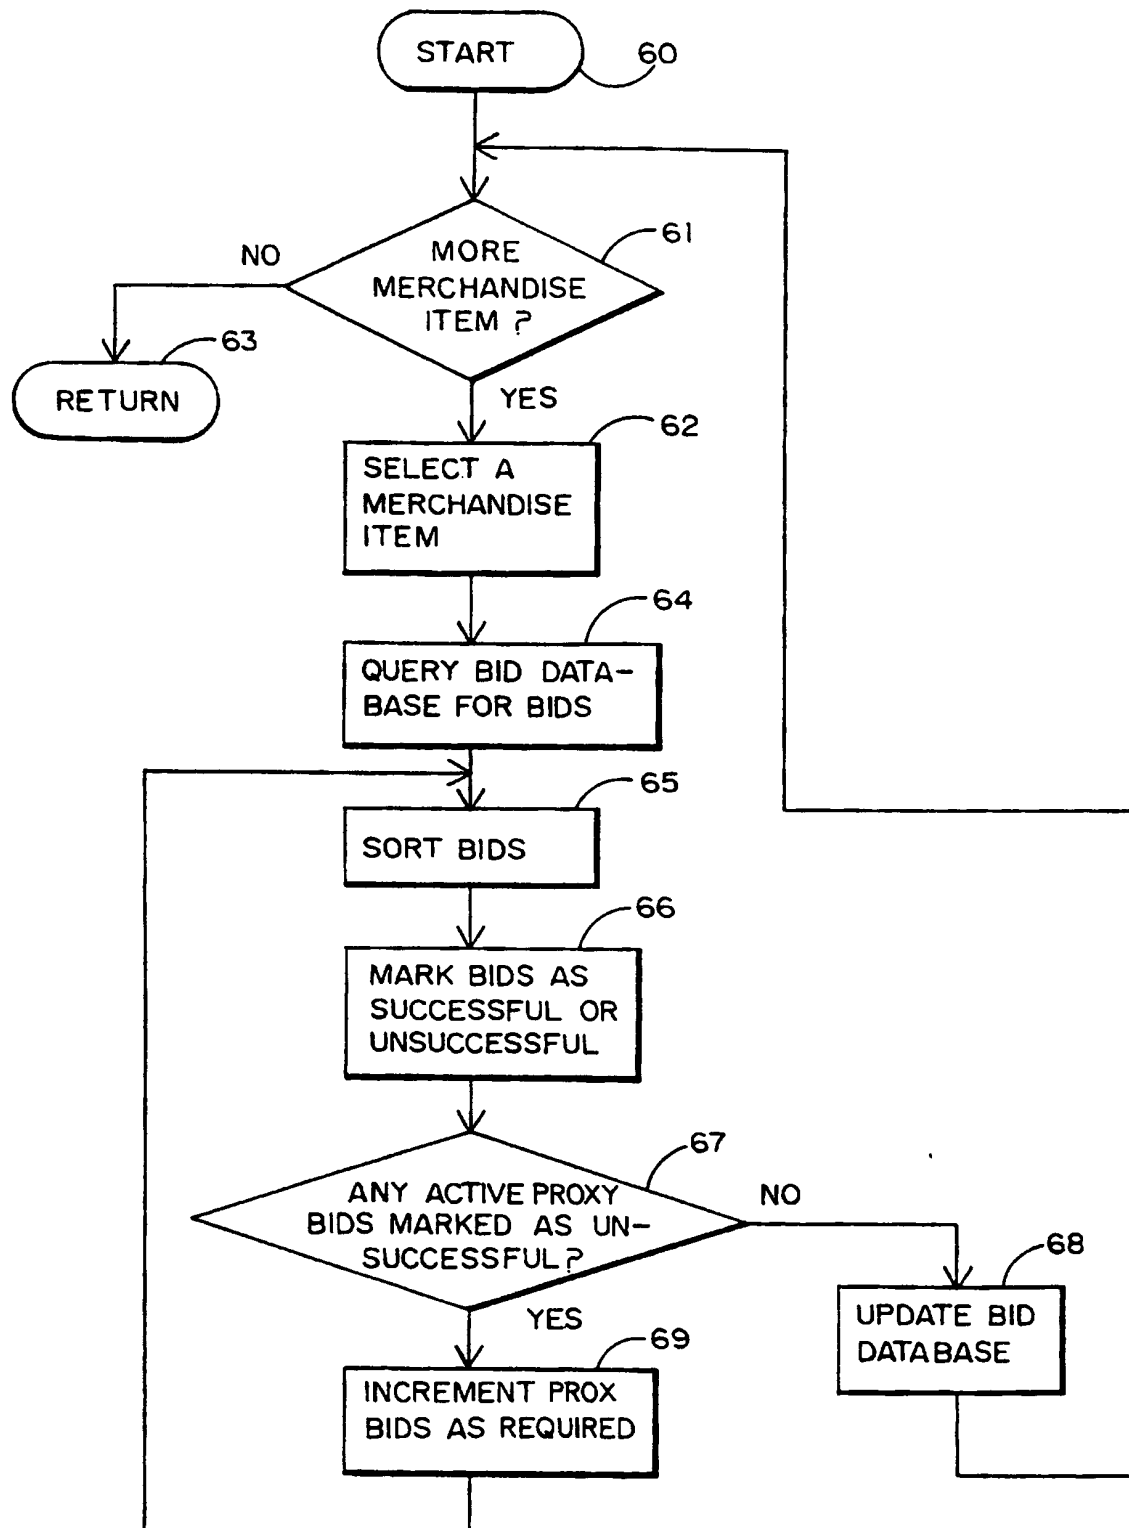 START
60
MORE
MERCHANDISE
ITEM ?
61
NO
63
RETURN
YES
62
SELECT A
MERCHANDISE
ITEM
64
QUERY BID DATA-
BASE FOR BIDS
65
SORT BIDS
66
MARK BIDS AS
SUCCESSFUL OR
UNSUCCESSFUL
67
ANY ACTIVE PROXY
BIDS MARKED AS UN-
SUCCESSFUL ?
NO
68
UPDATE BID
DATABASE
YES
69
INCREMENT PROX
BIDS AS REQUIRED